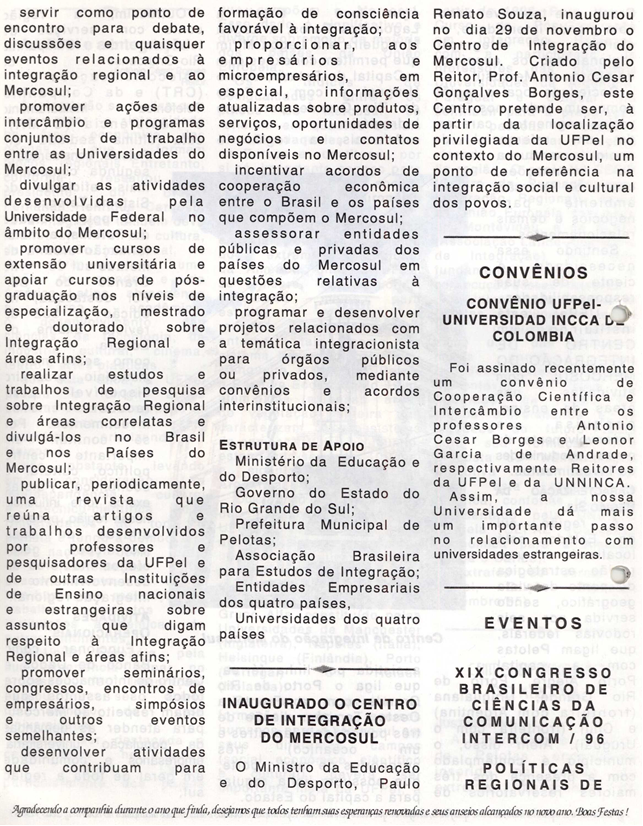 servir como ponto de
encontro para debate,
discussões e quaisquer
eventos relacionados à
integração regional e ao
Mercosul;
promover ações de
intercâmbio e programas
conjuntos de trabalho
entre as Universidades do
Mercosul;
divulgar as atividades
desenvolvidas pela
Universidade Federal no
âmbito do Mercosul;
promover cursos de
extensão universitária e
apoiar cursos de pós-
graduação nos níveis de
especialização, mestrado
e doutorado sobre
Integração Regional e
áreas afins;
realizar estudos e
trabalhos de pesquisa
sobre Integração Regional
e áreas correlatas e
divulgá-los no Brasil
e nos Países do
Mercosul;
publicar, periodicamente,
uma revista que
reúna artigos e
trabalhos desenvolvidos
por professores e
pesquisadores da UFPel e
de outras Instituições
de Ensino nacionais
e estrangeiras sobre
assuntos que digam
respeito à Integração
Regional e áreas afins;
promover seminários,
congressos, encontros de
empresários, simpósios
e outros eventos
semelhantes;
desenvolver atividades
que contribuam para
formação de consciência
favorável à integração;
proporcionar, aos
empresários e
microempresários, em
especial, informações
atualizadas sobre produtos,
serviços, oportunidades de
negócios e contatos
disponíveis no Mercosul;
incentivar acordos de
cooperação econômica
entre o Brasil e os países
que compõem o Mercosul;
assessorar entidades
públicas e privadas dos
países do Mercosul em
questões relativas à
integração;
programar e desenvolver
projetos relacionados com
a temática integracionista
para órgãos públicos
ou privados, mediante
convênios e acordos
interinstitucionais;
ESTRUTURA DE APOIO
Ministério da Educação e
do Desporto;
Governo do Estado do
Rio Grande do Sul;
Prefeitura Municipal de
Pelotas;
Associação Brasileira
para Estudos de Integração;
Entidades Empresariais
dos quatro países,
Universidades dos quatro
países
INAUGURADO O CENTRO
DE INTEGRAÇÃO
DO MERCOSUL
O Ministro da Educação
e do Desporto, Paulo
Renato Souza, inaugurou
no dia 29 de novembro o
Centro de Integração do
Mercosul. Criado pelo
Reitor, Prof. Antonio Cesar
Gonçalves Borges, este
Centro pretende ser, à
partir da localização
privilegiada da UFPel no
contexto do Mercosul, um
ponto de referência na
integração social e cultural
dos povos.
CONVÊNIOS
CONVÊNIO UFPel-
UNIVERSIDAD INCCA DE
COLOMBIA
Foi assinado recentemente
um convênio de
Cooperação Científica e
Intercâmbio entre os
professores Antonio
Cesar Borges e Leonor
Garcia de Andrade,
respectivamente Reitores
da UFPel e da UNNINCA.
Assim, a nossa
Universidade dá mais
um importante passo
no relacionamento com
universidades estrangeiras.
EVENTOS
XIX CONGRESSO
BRASILEIRO DE
CIÊNCIAS DA
COMUNICAÇÃO
INTERCOM / 96
POLÍTICAS
REGIONAIS DE
Agradecendo a companhia durante o ano que finda, desejamos que todos tenham suas esperanças renovadas e seus anseios alcançados no novo ano. Boas Festas !